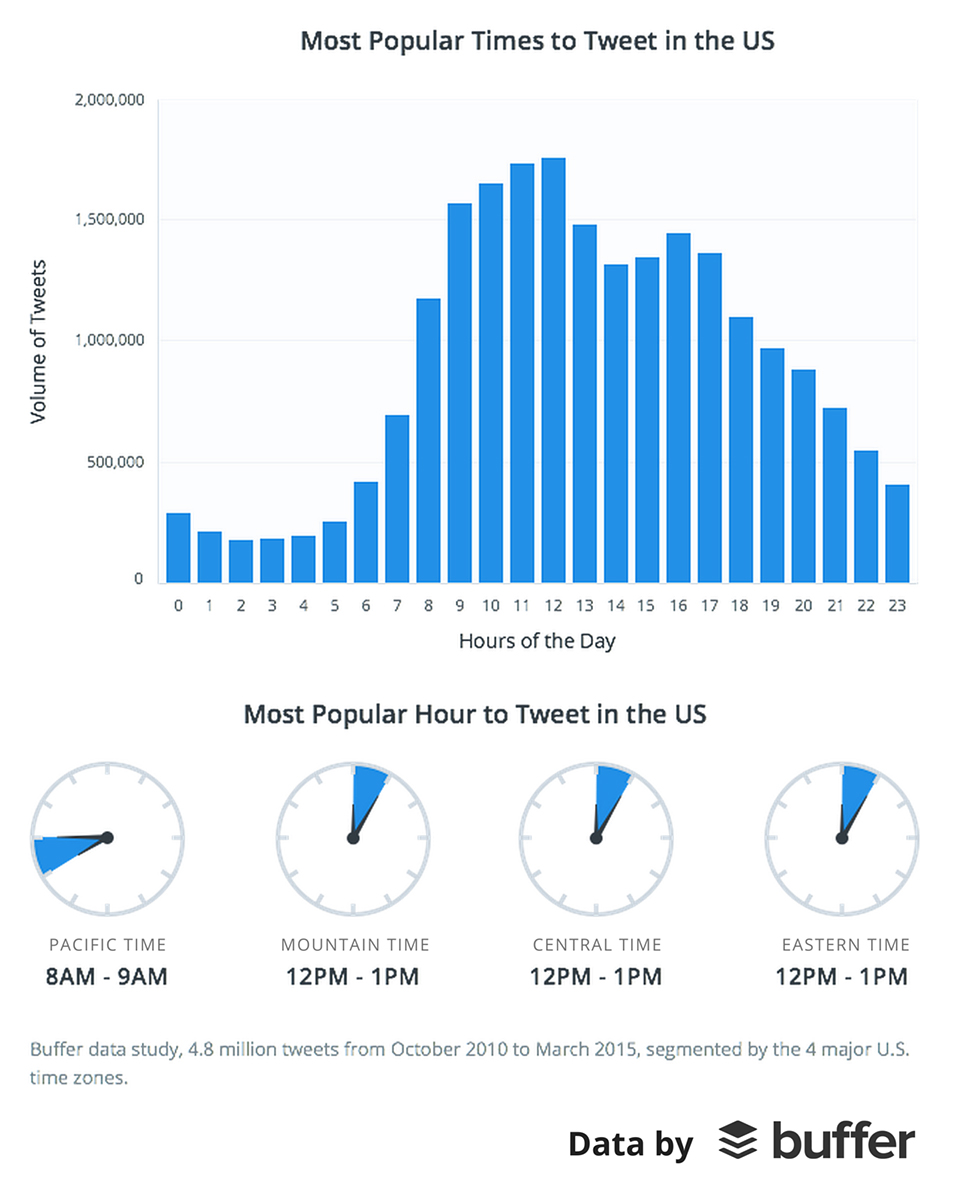 Most Popular Times to Tweet in the US
2,000,000
1,500,000
1,000,000
500,000
0
Volume of Tweets
0 1 2 3 4 5 6 7 8 9 10 11 12 13 14 15 16 17 18 19 20 21 22 23
Hours of the Day
Most Popular Hour to Tweet in the US
PACIFIC TIME MOUNTAIN TIME CENTRAL TIME EASTERN TIME
8AM - 9AM 12PM - 1PM 12PM - 1PM 12PM - 1PM
Buffer data study, 4.8 million tweets from October 2010 to March 2015, segmented by the 4 major U.S.
time zones.
Data by buffer